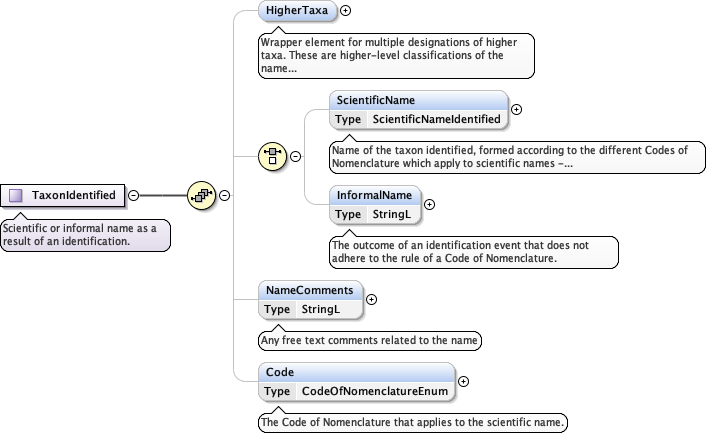 HigherTaxa
Wrapper element for multiple designations of higher
taxa. These are higher-level classifications of the
name...
ScientificName
Type ScientificNameIdentified
Name of the taxon identified, formed according to the different Codes of
Nomenclature which apply to scientific names -...
TaxonIdentified
Scientific or informal name as a
result of an identification.
InformalName
Type StringL
The outcome of an identification event that does not
adhere to the rule of a Code of Nomenclature.
NameComments
Type StringL
Any free text comments related to the name
Code
Type CodeOfNomenclatureEnum
The Code of Nomenclature that applies to the scientific name.